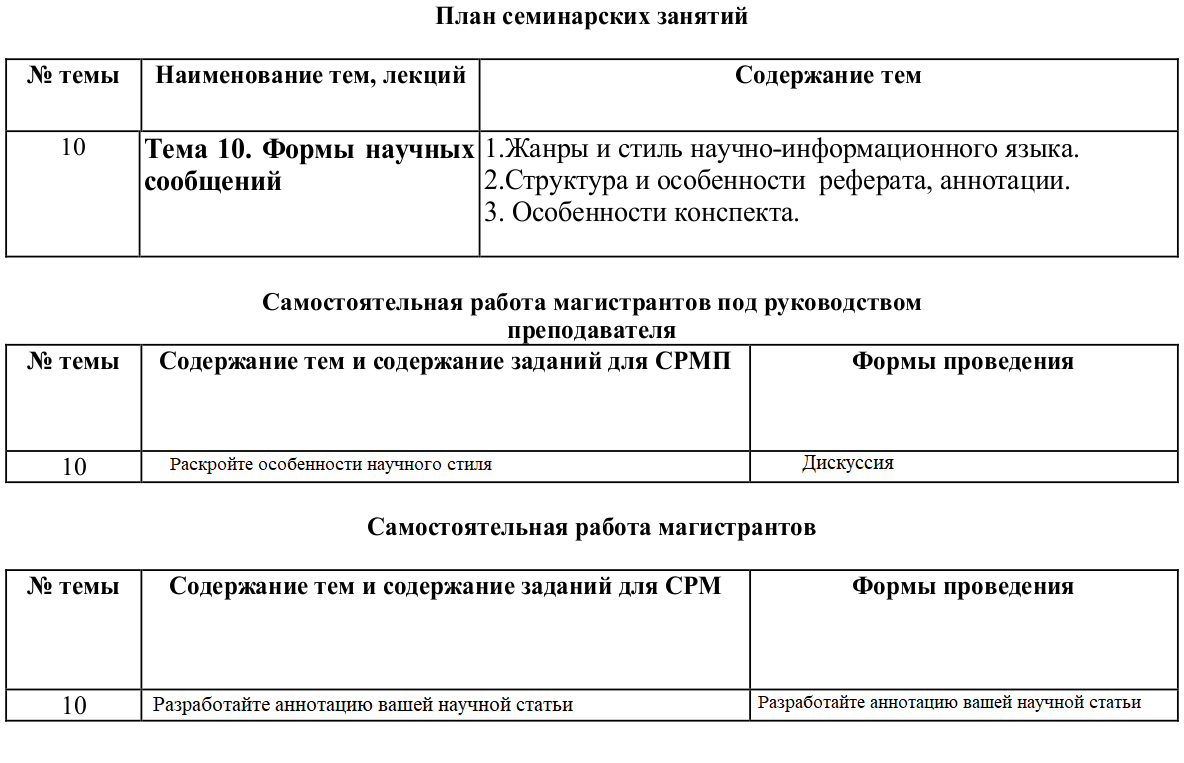 План семинарских занятий
№ темы Наименование тем, лекций Содержание тем
10 Тема 10. Формы научных 1.Жанры и стиль научно-информационного языка.
сообщений 2.Структура и особенности реферата, аннотации.
3. Особенности конспекта.
Самостоятельная работа магистрантов под руководством
преподавателя
№ темы Содержание тем и содержание заданий для СРМП Формы проведения
10 Раскройте особенности научного стиля Дискуссия
Самостоятельная работа магистрантов
№ темы Содержание тем и содержание заданий для СРМ Формы проведения
10 Разработайте аннотацию вашей научной статьи Разработайте аннотацию вашей научной статьи